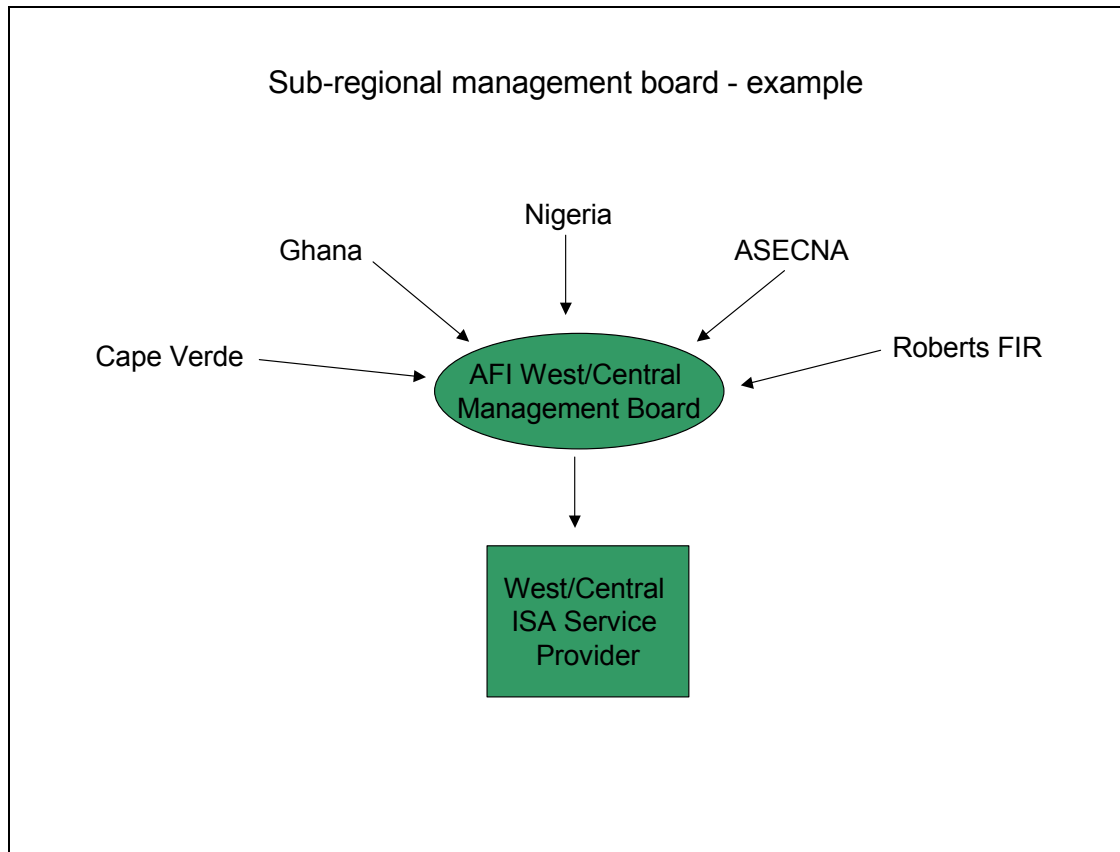 Sub-regional management board - example
Nigeria
Ghana
ASECNA
Cape Verde
Roberts FIR
AFI West/Central
Management Board
West/Central
ISA Service
Provider